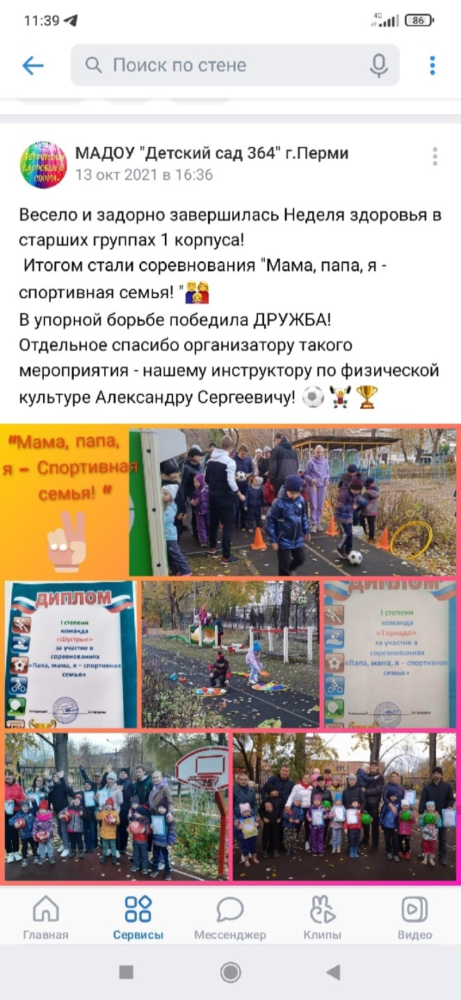 11:39
4G
86
Поиск по стене
ТЕРРИТОРИЯ
ЗДОРОВЬЯ И
СПОРТА
МАДОУ "Детский сад 364" г.Перми
13 окт 2021 в 16:36
Весело и задорно завершилась Неделя здоровья в
старших группах 1 корпуса!
Итогом стали соревнования "Мама, папа, я -
спортивная семья! "
В упорной борьбе победила ДРУЖБА!
Отдельное спасибо организатору такого
мероприятия - нашему инструктору по физической
культуре Александру Сергеевичу!
"Мама, папа,
я – Спортивная
семья! "
ДИПЛОМ
I степени
команда
«Шустрые»
за участие в
соревнованиях
«Папа, мама, я – спортивная
семья»
ДИПЛОМ
I степени
команда
«Торнадо»
за участие в
соревнованиях
«Папа, мама, я – спортивная
семья»
Главная
Сервисы
Мессенджер
Клипы
Видео